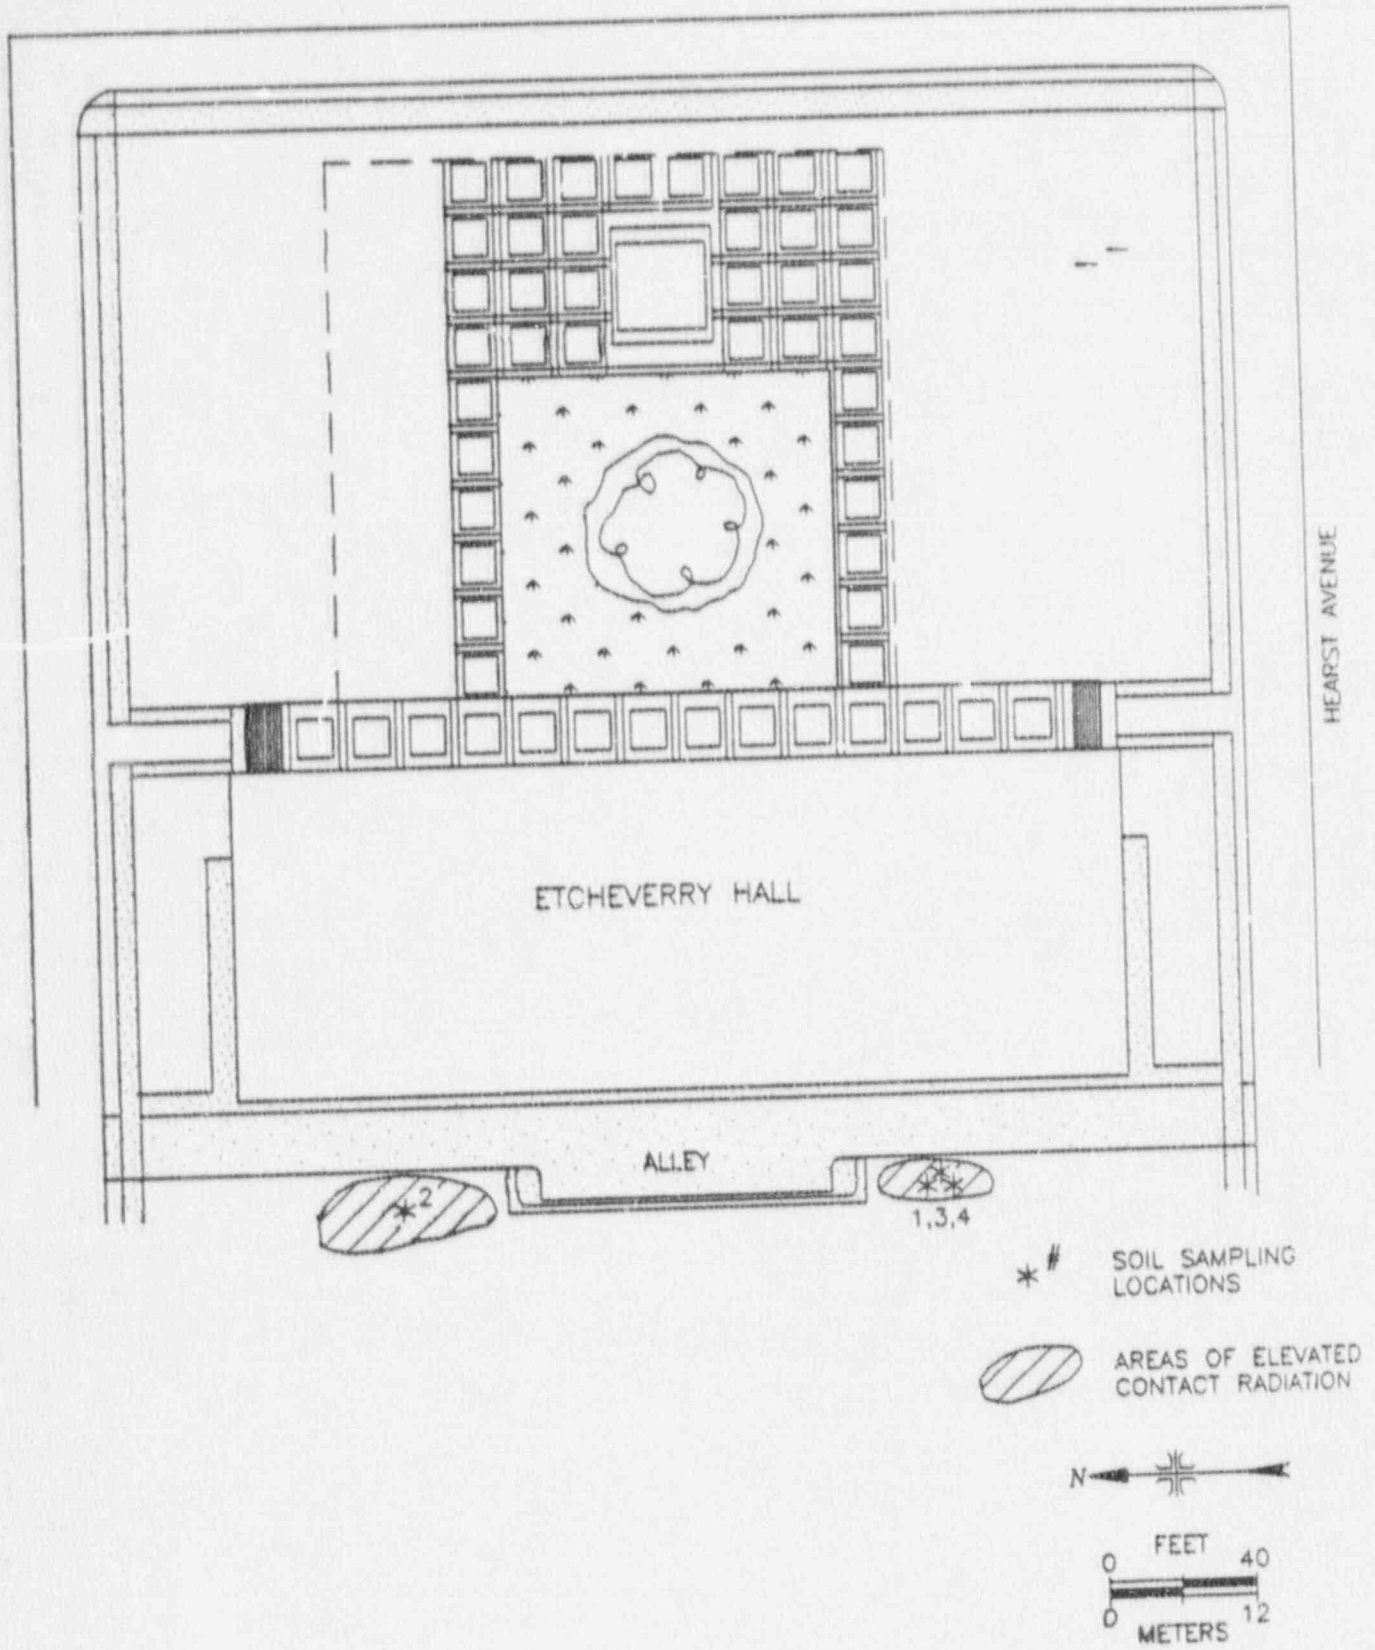 HEARST AVENUE
ETCHEVERRY HALL
ALLEY
2
1,3,4
* # SOIL SAMPLING
LOCATIONS
AREAS OF ELEVATED
CONTACT RADIATION
N
FEET
0 40
0 12
METERS